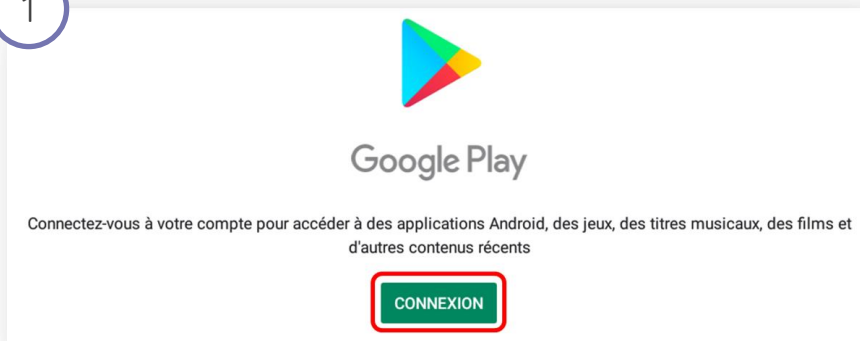 1
Google Play
Connectez-vous à votre compte pour accéder à des applications Android, des jeux, des titres musicaux, des films et
d'autres contenus récents
CONNEXION